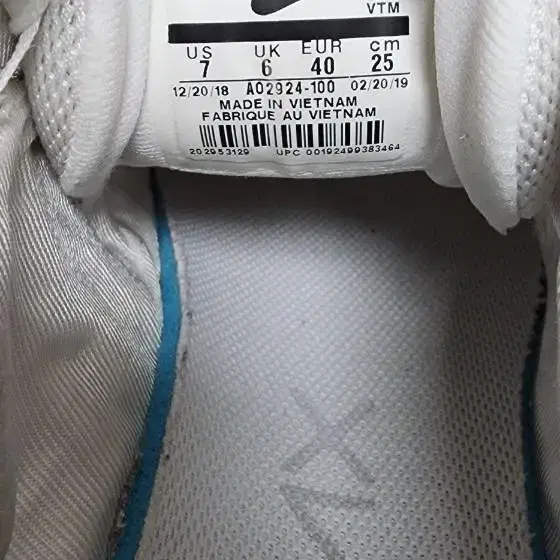 VTM
US UK EUR cm
7 6 40 25
12/20/18 AO2924-100 02/20/19
MADE IN VIETNAM
FABRIQUE AU VIETNAM
202953129 UPC 00192499383464
AX